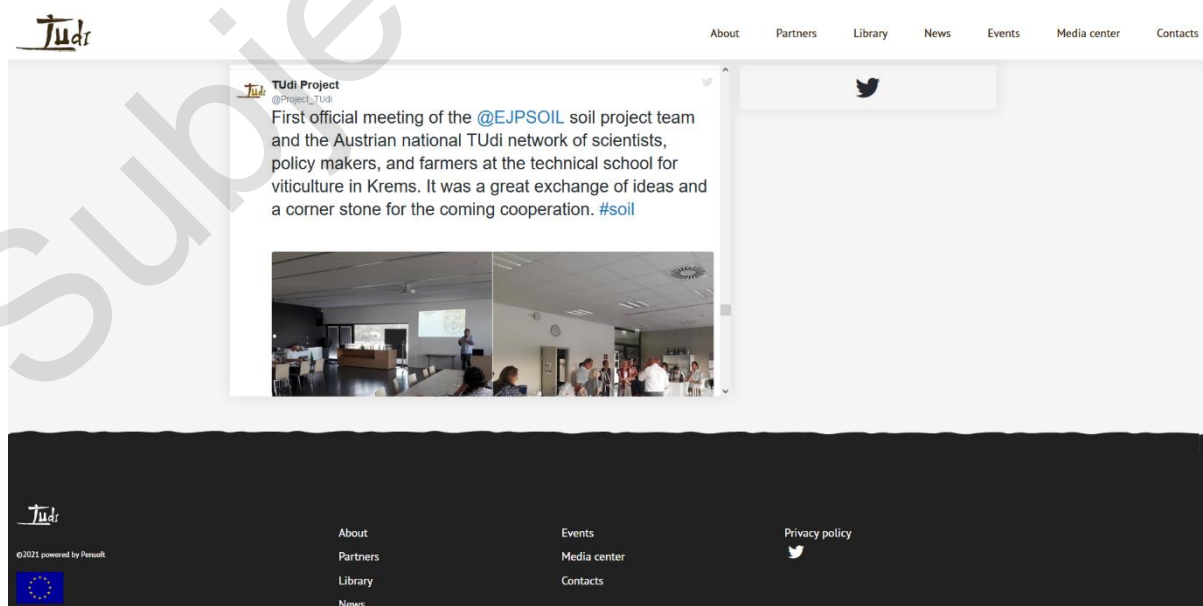 Tudi
About Partners Library News Events Media center Contacts
TUdi Project
@Project_TUdi
First official meeting of the @EJPSOIL soil project team
and the Austrian national TUdi network of scientists,
policy makers, and farmers at the technical school for
viticulture in Krems. It was a great exchange of ideas and
a corner stone for the coming cooperation. #soil
Tudi
©2021 powered by Pensoft
About
Partners
Library
News
Events
Media center
Contacts
Privacy policy
Subje